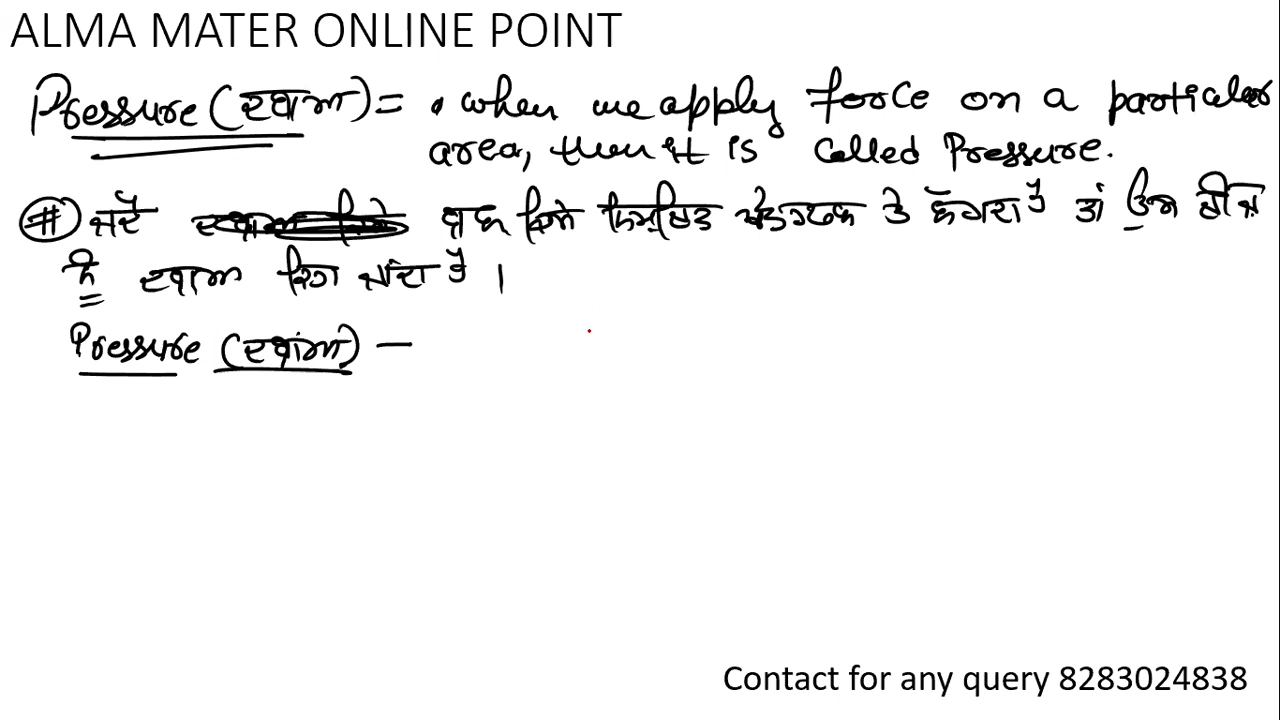 ALMA MATER ONLINE POINT
Pressure (ਦਬਾਅ) = . when we apply force on a particular
area, then it is called Pressure.
# ਜਦੋਂ ਬਲ ਕਿਸੇ ਨਿਸ਼ਚਿਤ ਖੇਤਰਫਲ ਤੇ ਲੱਗਦਾ ਹੈ ਤਾਂ ਉਸ ਚੀਜ਼
ਨੂੰ ਦਬਾਅ ਕਿਹਾ ਜਾਂਦਾ ਹੈ ।
Pressure (ਦਬਾਅ) —
Contact for any query 8283024838